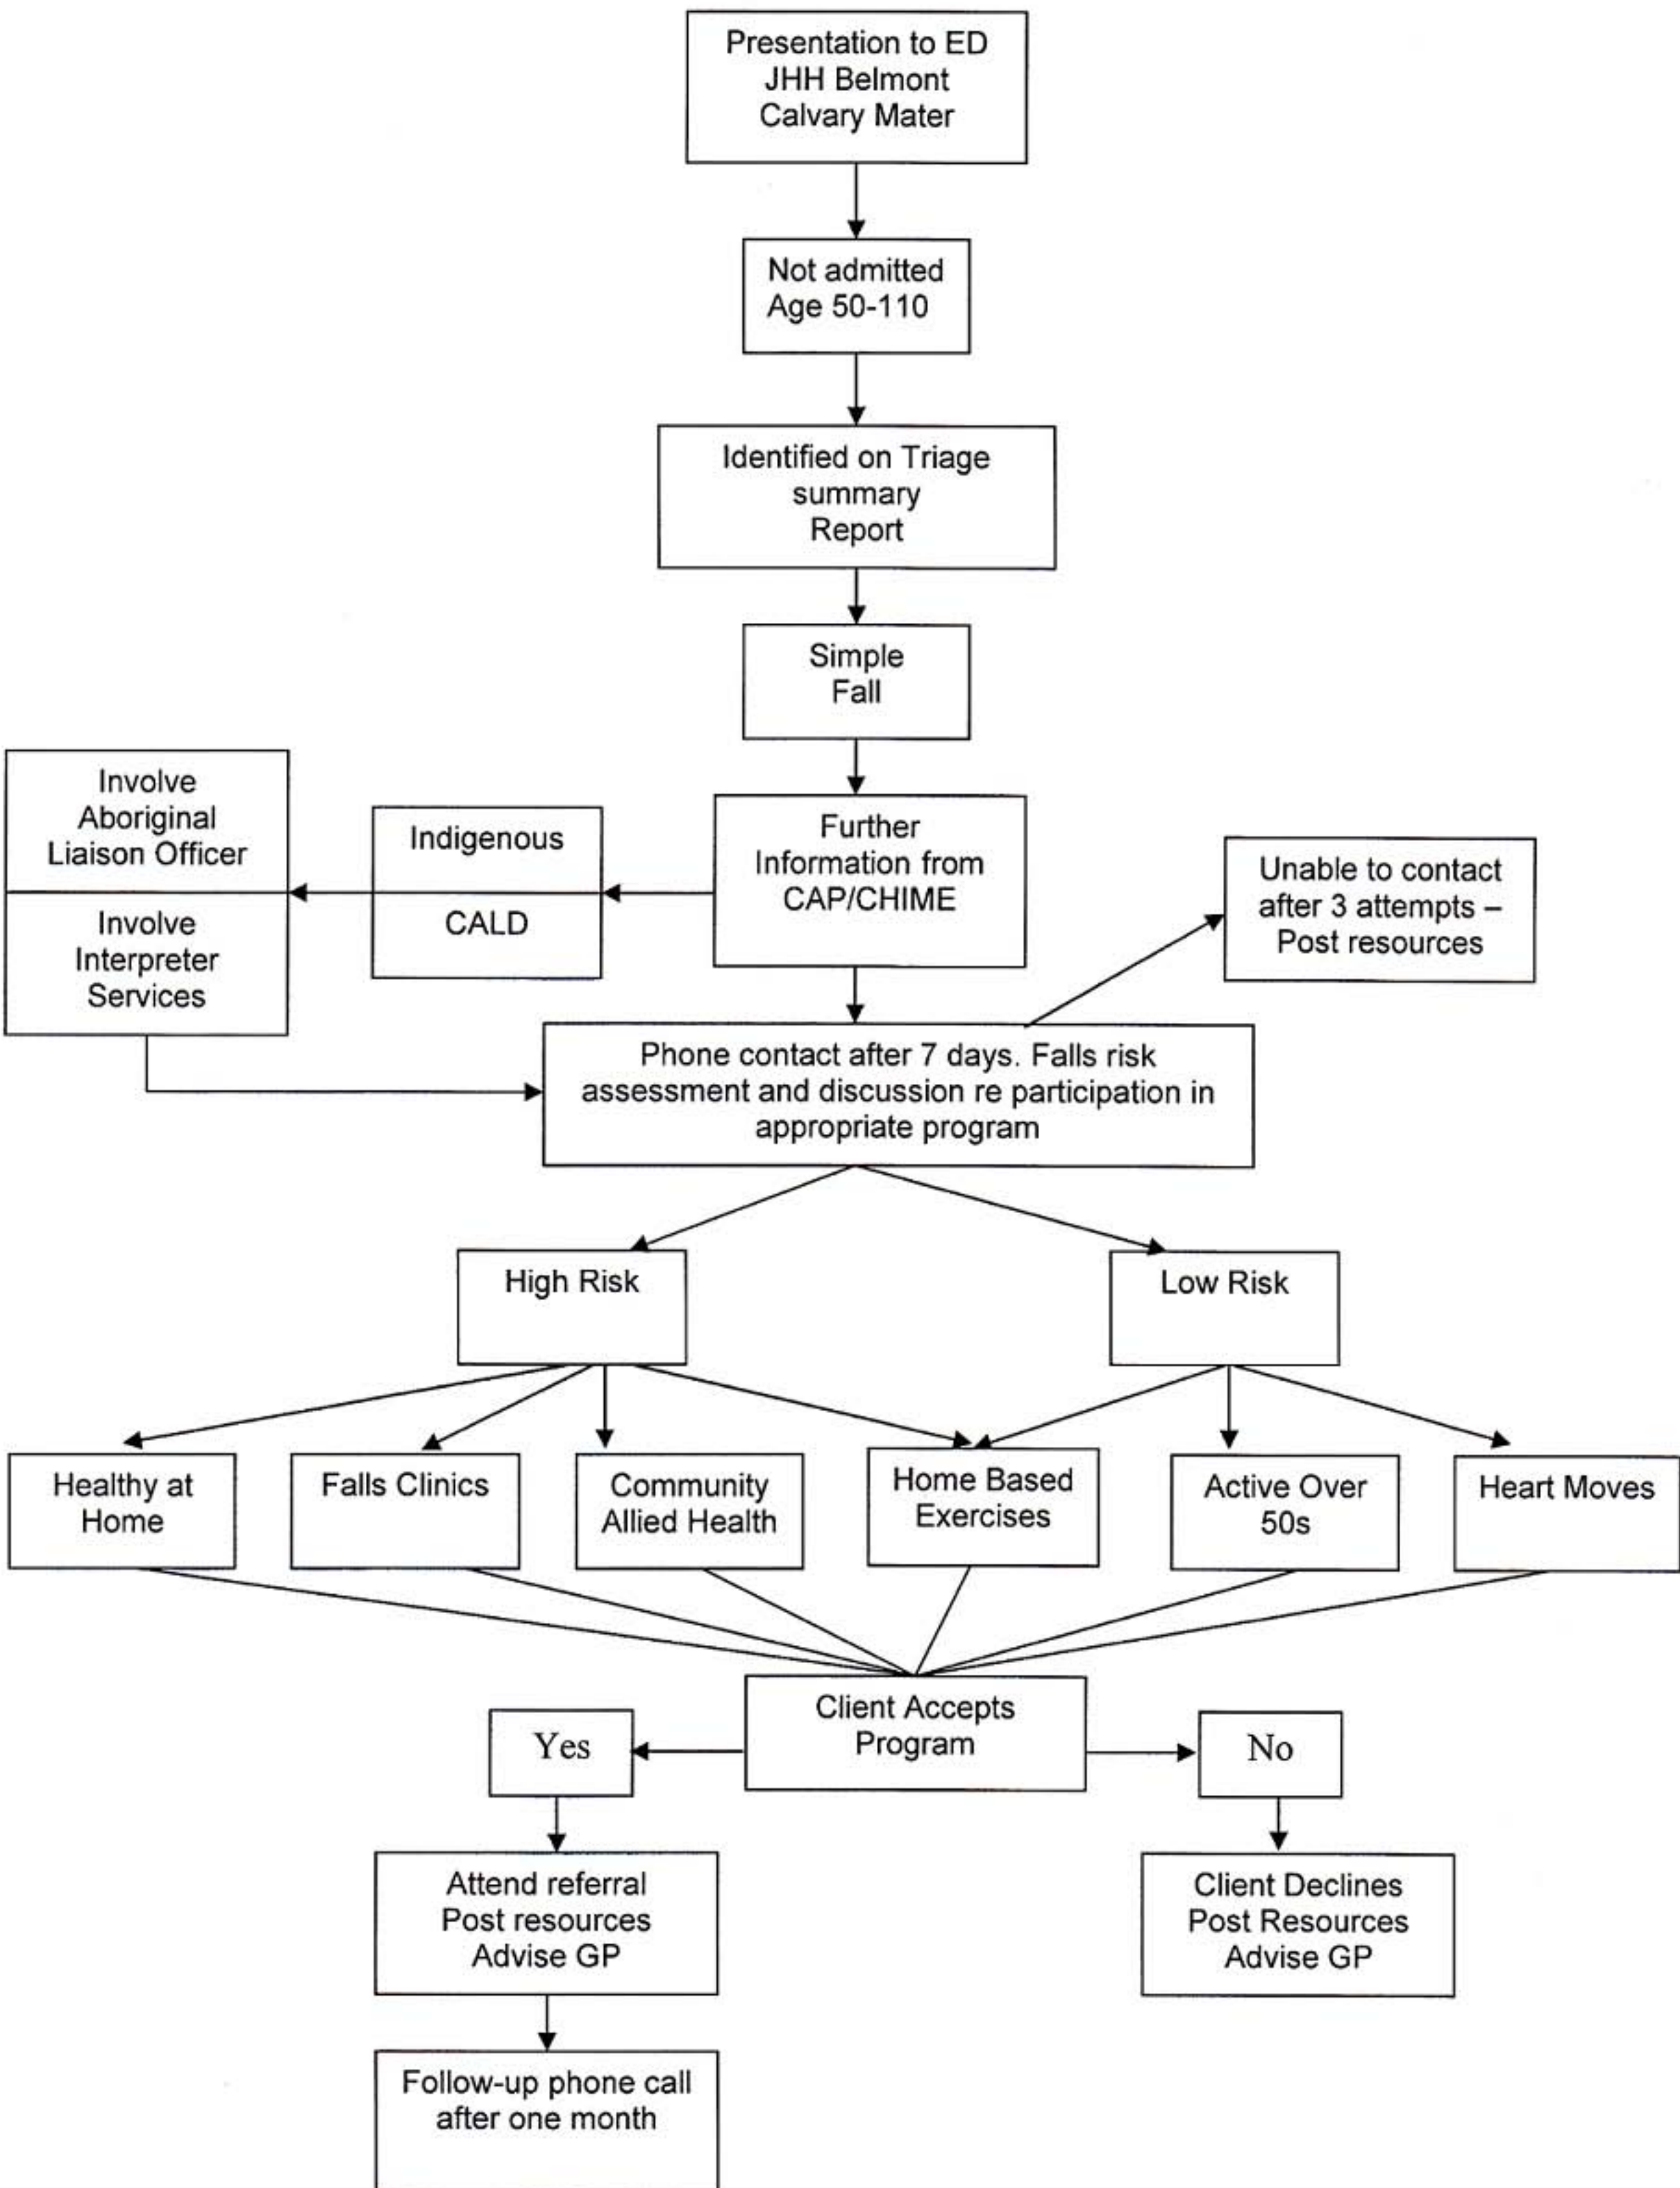 Presentation to ED
JHH Belmont
Calvary Mater
Not admitted
Age 50-110
Identified on Triage
summary
Report
Simple
Fall
Involve
Aboriginal
Liaison Officer
Involve
Interpreter
Services
Indigenous
CALD
Further
Information from
CAP/CHIME
Unable to contact
after 3 attempts –
Post resources
Phone contact after 7 days. Falls risk
assessment and discussion re participation in
appropriate program
High Risk
Low Risk
Healthy at
Home
Falls Clinics
Community
Allied Health
Home Based
Exercises
Active Over
50s
Heart Moves
Client Accepts
Program
Yes
No
Attend referral
Post resources
Advise GP
Client Declines
Post Resources
Advise GP
Follow-up phone call
after one month